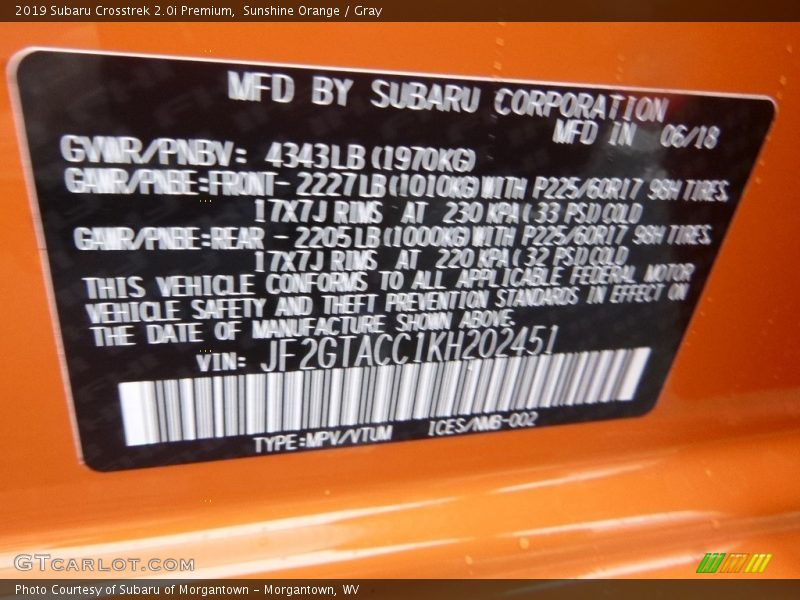 2019 Subaru Crosstrek 2.0i Premium, Sunshine Orange / Gray
MFD BY SUBARU CORPORATION
MFD IN 06/18
GVWR/PNBV: 4343LB (1970KG)
GAWR/PNBE:FRONT- 2227LB (1010KG) WITH P225/60R17 98H TIRES,
17X7J RIMS AT 230 KPA ( 33 PSI) COLD
GAWR/PNBE:REAR - 2205LB (1000KG) WITH P225/60R17 98H TIRES,
17X7J RIMS AT 220 KPA ( 32 PSI) COLD
THIS VEHICLE CONFORMS TO ALL APPLICABLE FEDERAL MOTOR
VEHICLE SAFETY AND THEFT PREVENTION STANDARDS IN EFFECT ON
THE DATE OF MANUFACTURE SHOWN ABOVE.
VIN: JF2GTACC1KH202451
TYPE:MPV/VTUM ICES/NMB-002
GTCARLOT.COM
Photo Courtesy of Subaru of Morgantown - Morgantown, WV